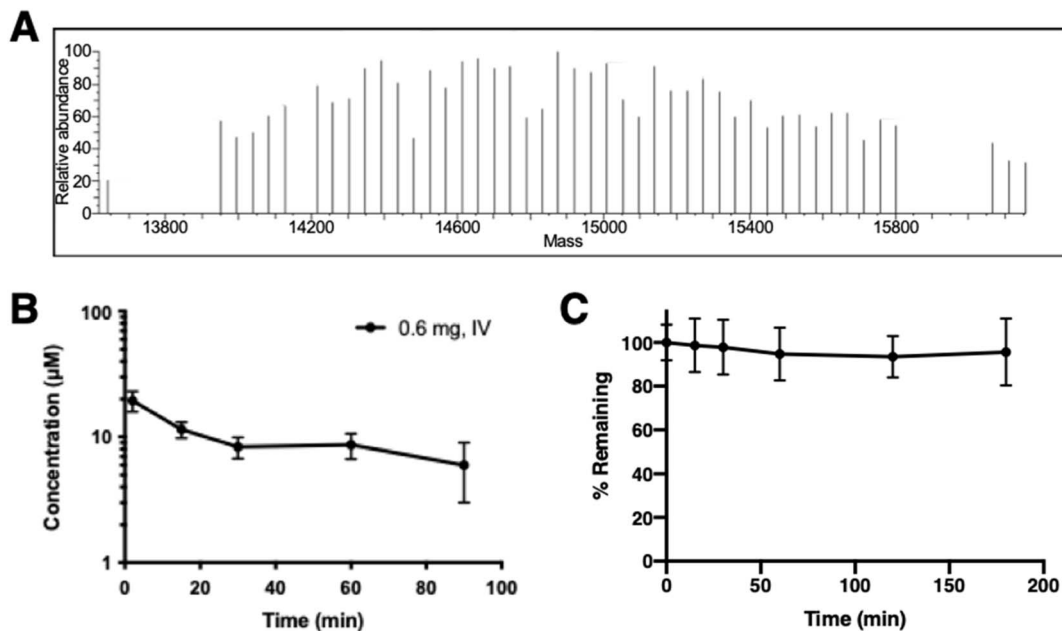 A
Relative abundance
100
80
60
40
20
0
13800 14200 14600 15000 15400 15800
Mass
B
Concentration (µM)
100
10
1
0.6 mg, IV
0 20 40 60 80 100
Time (min)
C
% Remaining
100
80
60
40
20
0
0 50 100 150 200
Time (min)